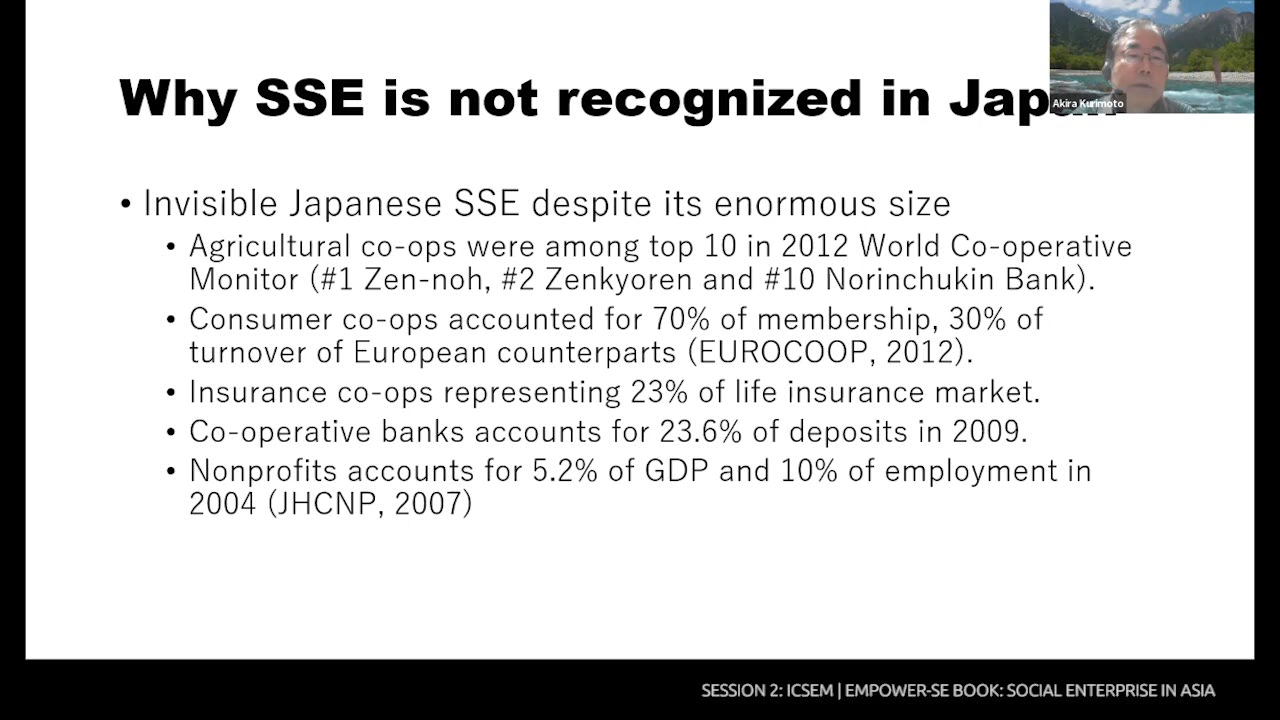 Why SSE is not recognized in Jap
Akira Kurimoto
• Invisible Japanese SSE despite its enormous size
• Agricultural co-ops were among top 10 in 2012 World Co-operative
Monitor (#1 Zen-noh, #2 Zenkyoren and #10 Norinchukin Bank).
• Consumer co-ops accounted for 70% of membership, 30% of
turnover of European counterparts (EUROCOOP, 2012).
• Insurance co-ops representing 23% of life insurance market.
• Co-operative banks accounts for 23.6% of deposits in 2009.
• Nonprofits accounts for 5.2% of GDP and 10% of employment in
2004 (JHCNP, 2007)
SESSION 2: ICSEM | EMPOWER-SE BOOK: SOCIAL ENTERPRISE IN ASIA